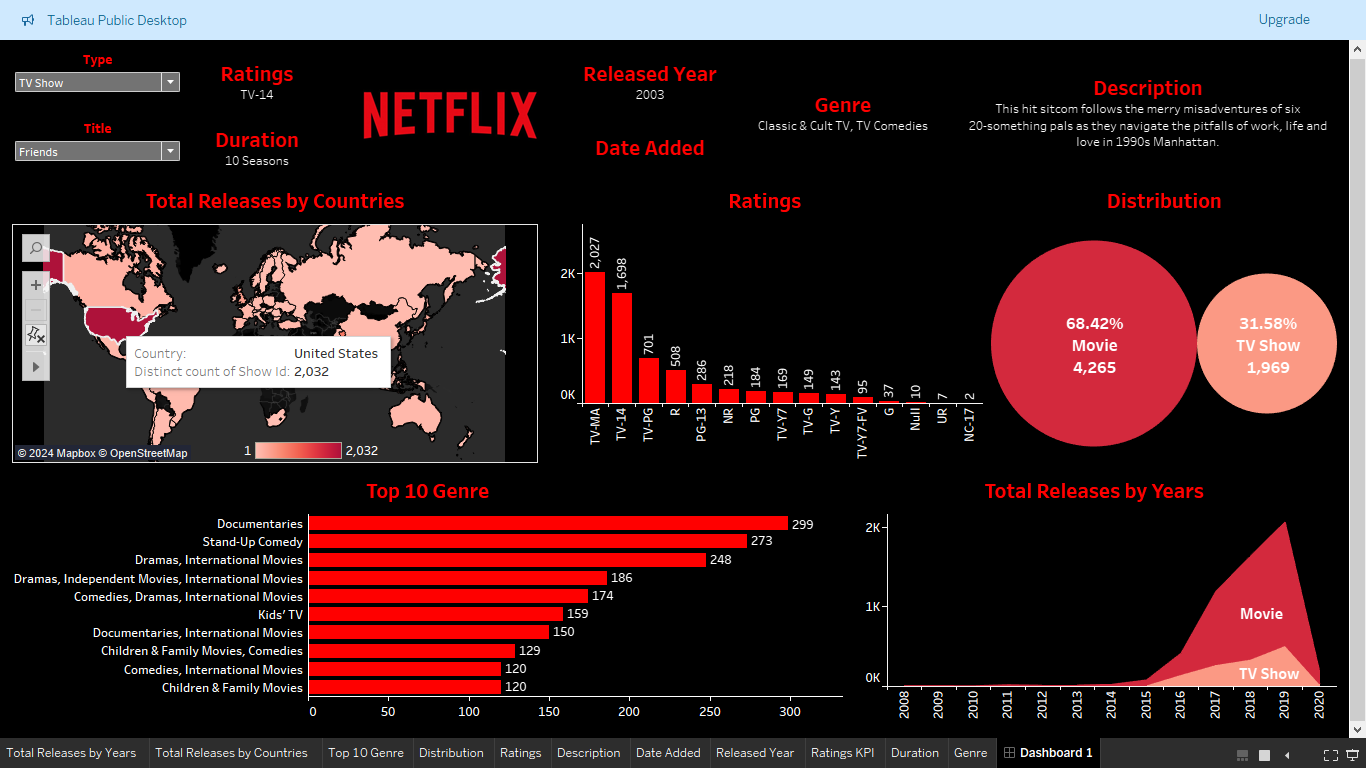 Tableau Public Desktop
Upgrade
Type
TV Show
Title
Friends
Ratings
TV-14
Duration
10 Seasons
NETFLIX
Released Year
2003
Date Added
Genre
Classic & Cult TV, TV Comedies
Description
This hit sitcom follows the merry misadventures of six
20-something pals as they navigate the pitfalls of work, life and
love in 1990s Manhattan.
Total Releases by Countries
Country: United States
Distinct count of Show Id: 2,032
© 2024 Mapbox © OpenStreetMap
1 2,032
Ratings
2K
1K
0K
2,027
1,698
701
508
286
218
184
169
149
143
95
37
10
7
2
TV-MA
TV-14
TV-PG
R
PG-13
NR
PG
TV-Y7
TV-G
TV-Y
TV-Y7-FV
G
Null
UR
NC-17
Distribution
68.42%
Movie
4,265
31.58%
TV Show
1,969
Top 10 Genre
Documentaries 299
Stand-Up Comedy 273
Dramas, International Movies 248
Dramas, Independent Movies, International Movies 186
Comedies, Dramas, International Movies 174
Kids’ TV 159
Documentaries, International Movies 150
Children & Family Movies, Comedies 129
Comedies, International Movies 120
Children & Family Movies 120
0 50 100 150 200 250 300
Total Releases by Years
2K
1K
0K
Movie
TV Show
2008
2009
2010
2011
2012
2013
2014
2015
2016
2017
2018
2019
2020
Total Releases by Years
Total Releases by Countries
Top 10 Genre
Distribution
Ratings
Description
Date Added
Released Year
Ratings KPI
Duration
Genre
Dashboard 1